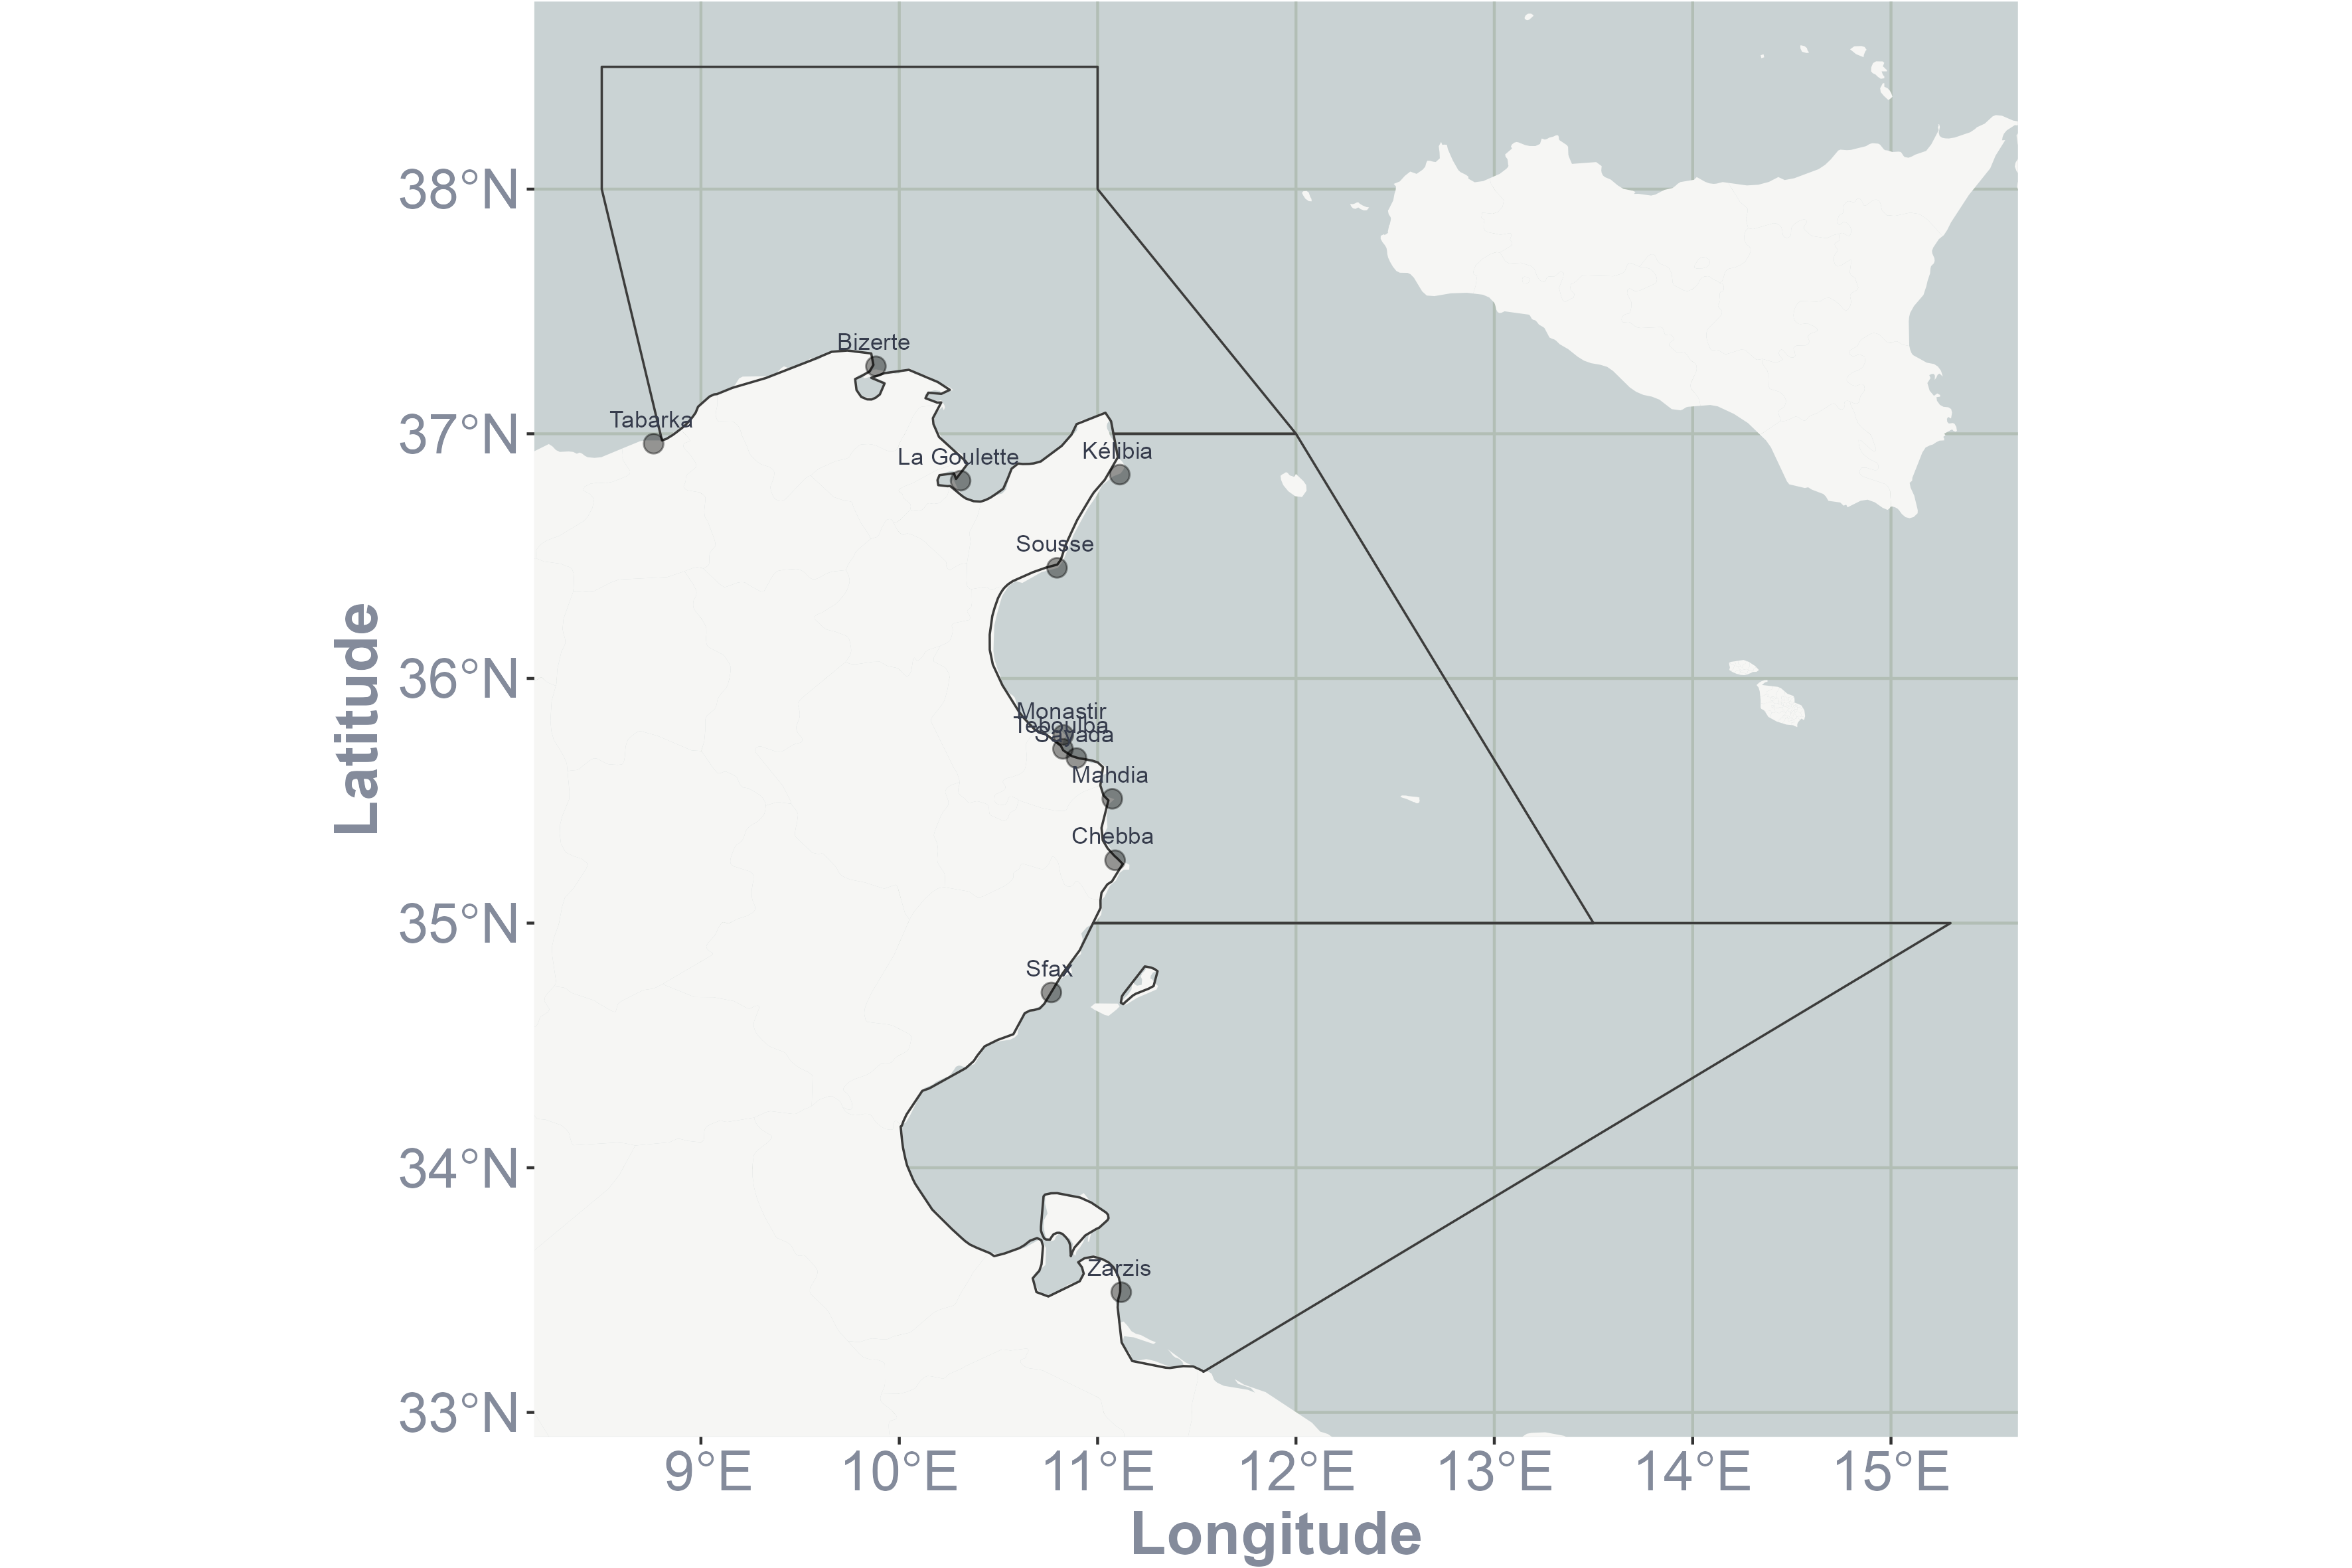 38°N
37°N
36°N
35°N
34°N
33°N
Latitude
Bizerte
Tabarka
La Goulette
Kélibia
Sousse
Monastir
Teboulba
Sayada
Mahdia
Chebba
Sfax
Zarzis
9°E 10°E 11°E 12°E 13°E 14°E 15°E
Longitude